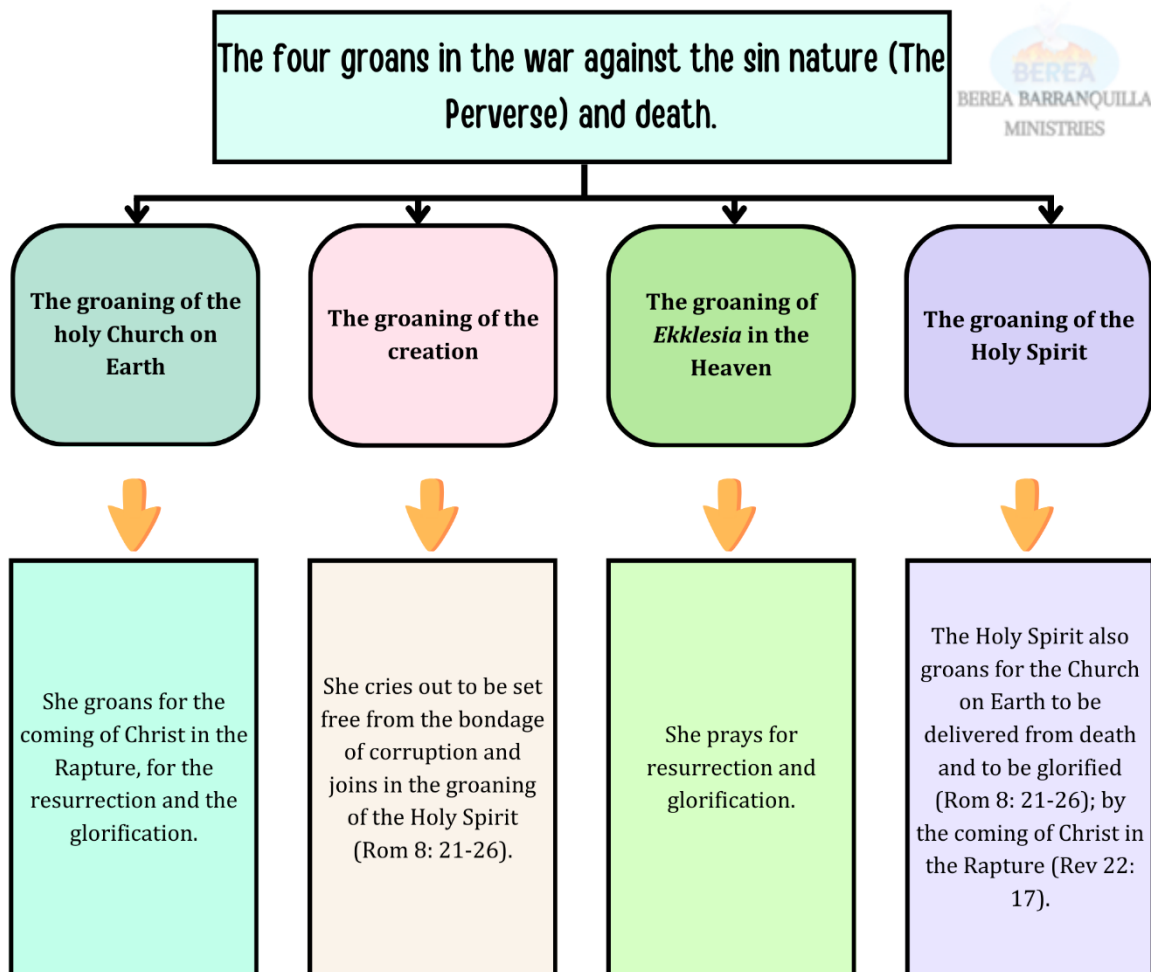 The four groans in the war against the sin nature (The
Perverse) and death.
BEREA
BEREA BARRANQUILLA
MINISTRIES
The groaning of the
holy Church on
Earth
The groaning of the
creation
The groaning of
Ekklesia in the
Heaven
The groaning of the
Holy Spirit
She groans for the
coming of Christ in the
Rapture, for the
resurrection and the
glorification.
She cries out to be set
free from the bondage
of corruption and
joins in the groaning
of the Holy Spirit
(Rom 8: 21-26).
She prays for
resurrection and
glorification.
The Holy Spirit also
groans for the Church
on Earth to be
delivered from death
and to be glorified
(Rom 8: 21-26); by
the coming of Christ in
the Rapture (Rev 22:
17).